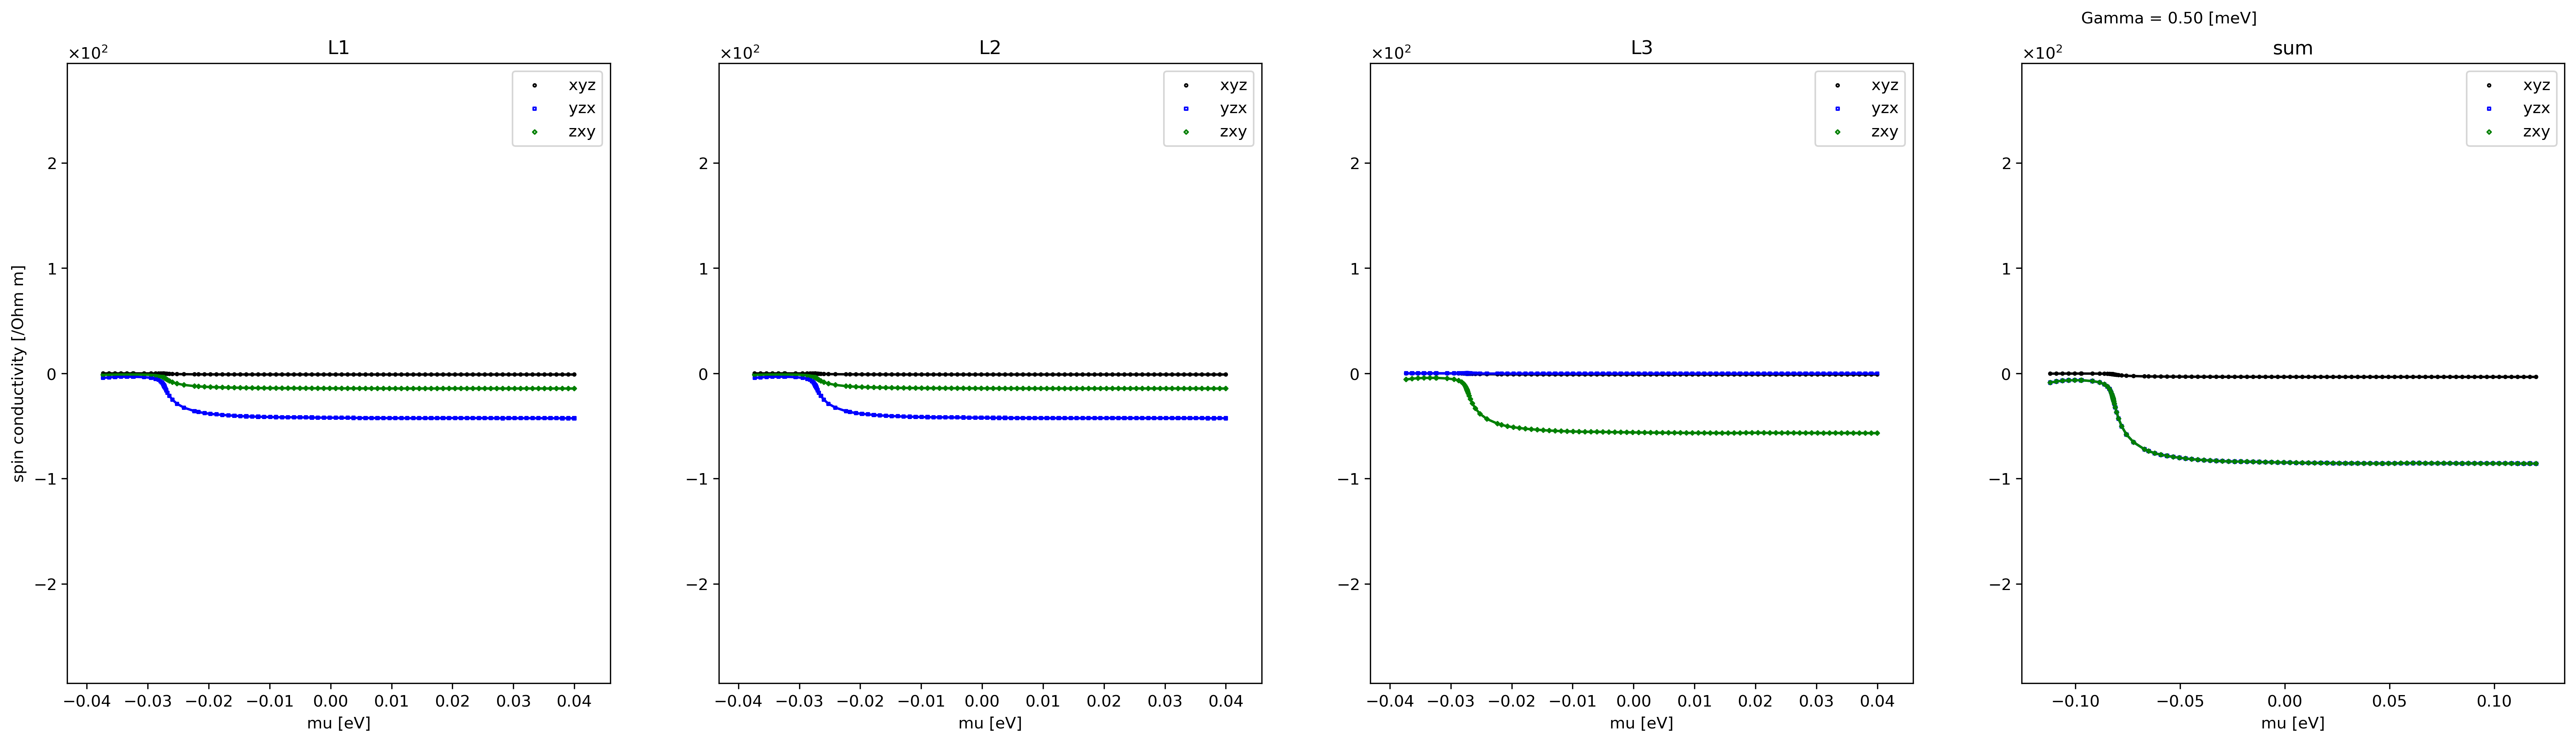 Gamma = 0.50 [meV]
L1
×10²
xyz
yzx
zxy
2
1
0
−1
−2
spin conductivity [/Ohm m]
−0.04 −0.03 −0.02 −0.01 0.00 0.01 0.02 0.03 0.04
mu [eV]
L2
×10²
xyz
yzx
zxy
2
1
0
−1
−2
−0.04 −0.03 −0.02 −0.01 0.00 0.01 0.02 0.03 0.04
mu [eV]
L3
×10²
xyz
yzx
zxy
2
1
0
−1
−2
−0.04 −0.03 −0.02 −0.01 0.00 0.01 0.02 0.03 0.04
mu [eV]
sum
×10²
xyz
yzx
zxy
2
1
0
−1
−2
−0.10 −0.05 0.00 0.05 0.10
mu [eV]